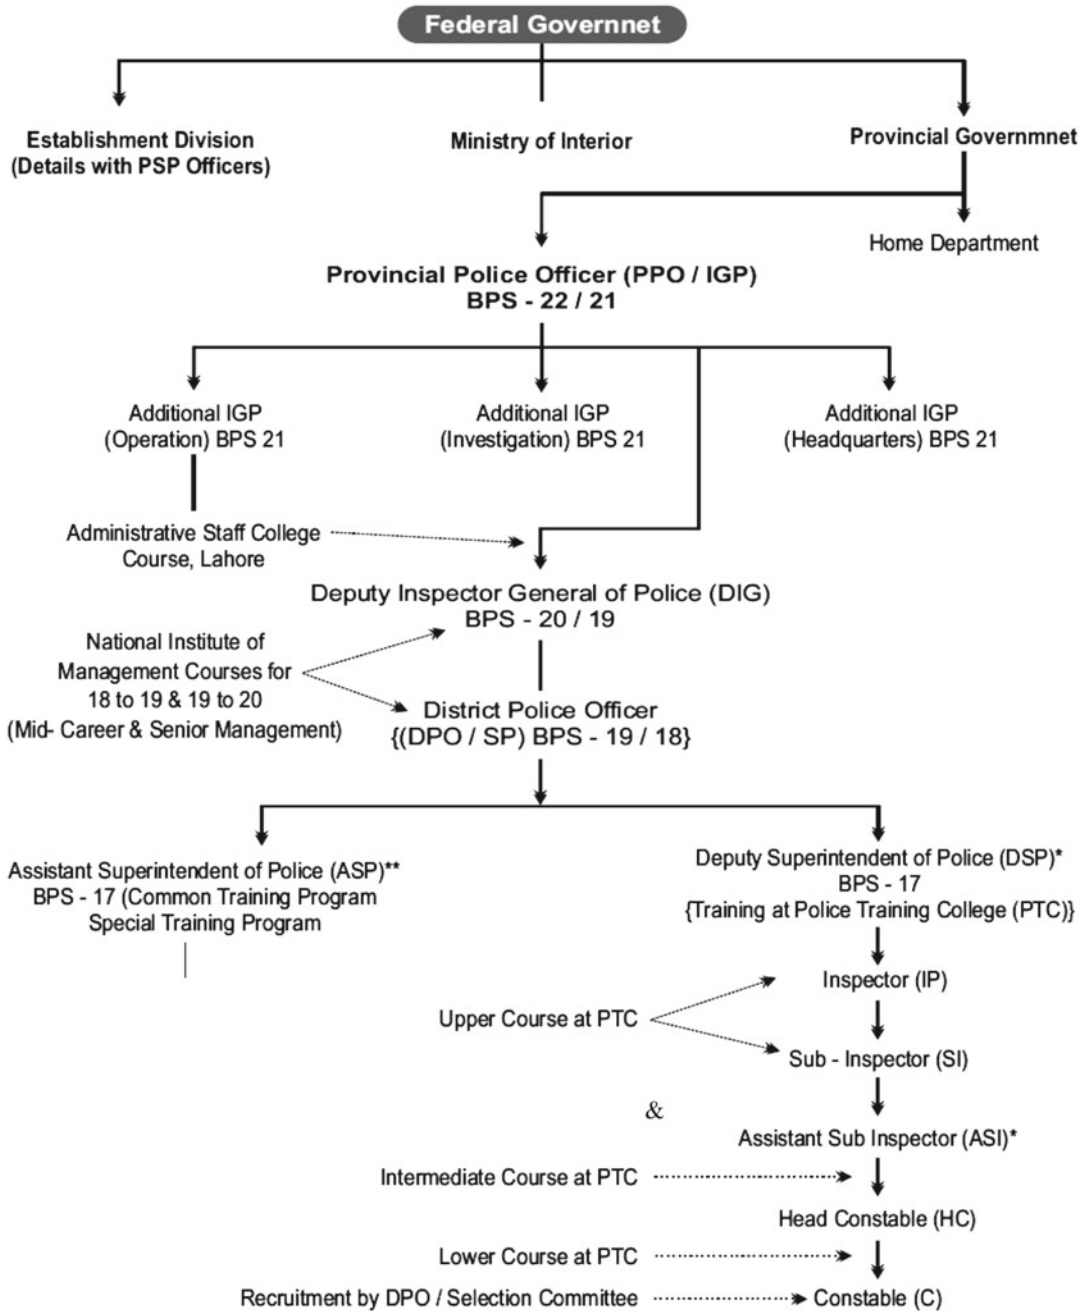 Federal Governnet
Establishment Division
(Details with PSP Officers)
Ministry of Interior
Provincial Governmnet
Home Department
Provincial Police Officer (PPO / IGP)
BPS - 22 / 21
Additional IGP
(Operation) BPS 21
Additional IGP
(Investigation) BPS 21
Additional IGP
(Headquarters) BPS 21
Administrative Staff College
Course, Lahore
Deputy Inspector General of Police (DIG)
BPS - 20 / 19
National Institute of
Management Courses for
18 to 19 & 19 to 20
(Mid- Career & Senior Management)
District Police Officer
{(DPO / SP) BPS - 19 / 18}
Assistant Superintendent of Police (ASP)**
BPS - 17 (Common Training Program
Special Training Program
Deputy Superintendent of Police (DSP)*
BPS - 17
{Training at Police Training College (PTC)}
Inspector (IP)
Upper Course at PTC
Sub - Inspector (SI)
&
Assistant Sub Inspector (ASI)*
Intermediate Course at PTC
Head Constable (HC)
Lower Course at PTC
Recruitment by DPO / Selection Committee
Constable (C)